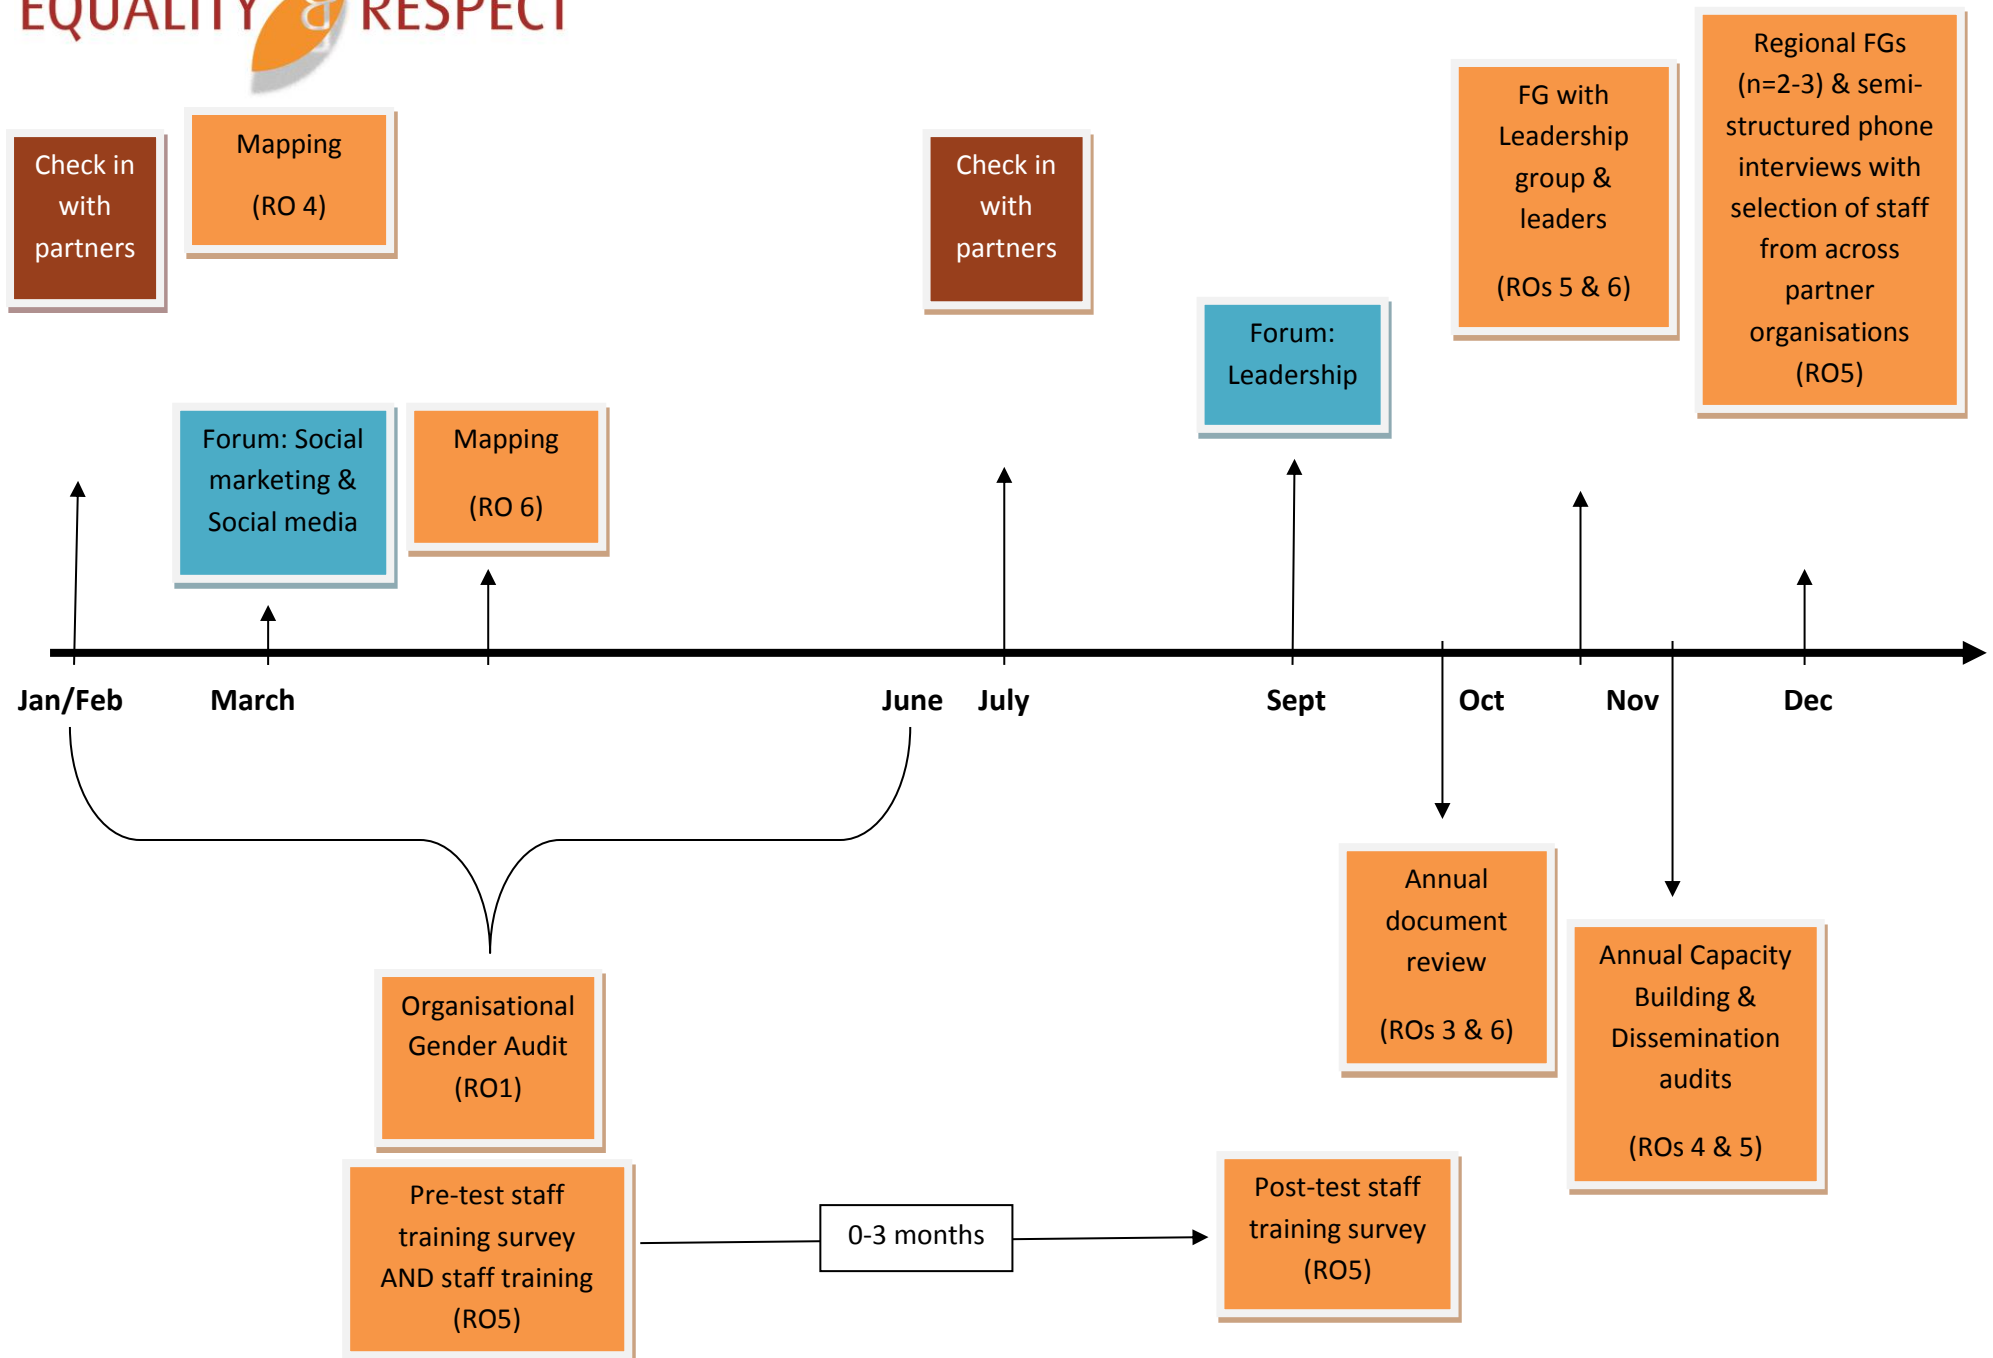 EQUALITY & RESPECT
Check in
with
partners
Mapping
(RO 4)
Forum: Social
marketing &
Social media
Mapping
(RO 6)
Check in
with
partners
Forum:
Leadership
FG with
Leadership
group &
leaders
(ROs 5 & 6)
Regional FGs
(n=2-3) & semi-
structured phone
interviews with
selection of staff
from across
partner
organisations
(RO5)
Jan/Feb March June July Sept Oct Nov Dec
Organisational
Gender Audit
(RO1)
Pre-test staff
training survey
AND staff training
(RO5)
0-3 months
Post-test staff
training survey
(RO5)
Annual
document
review
(ROs 3 & 6)
Annual Capacity
Building &
Dissemination
audits
(ROs 4 & 5)